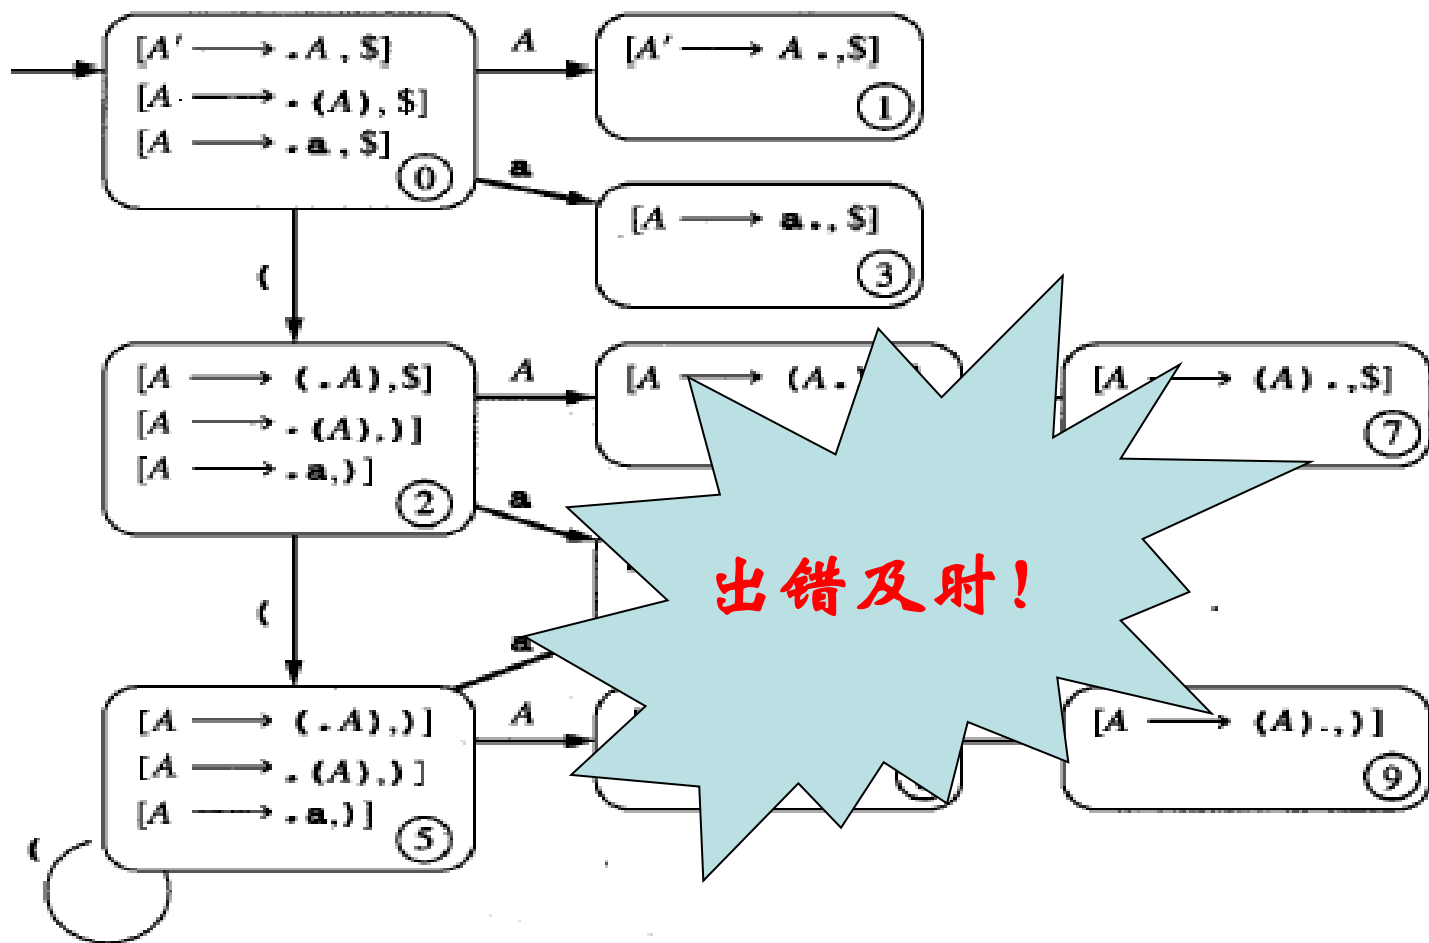 [A' ⟶ .A, $]
[A ⟶ .(A), $]
[A ⟶ .a, $]
0
A
[A' ⟶ A ., $]
1
a
[A ⟶ a., $]
3
(
[A ⟶ (.A),$]
[A ⟶ .(A),)]
[A ⟶ .a,)]
2
A
[A ⟶ (A.
[A ⟶ (A) .,$]
7
a
(
出错及时!
a
[A ⟶ (.A),)]
[A ⟶ .(A),)]
[A ⟶ .a,)]
5
A
[A ⟶ (A).,)]
9
(